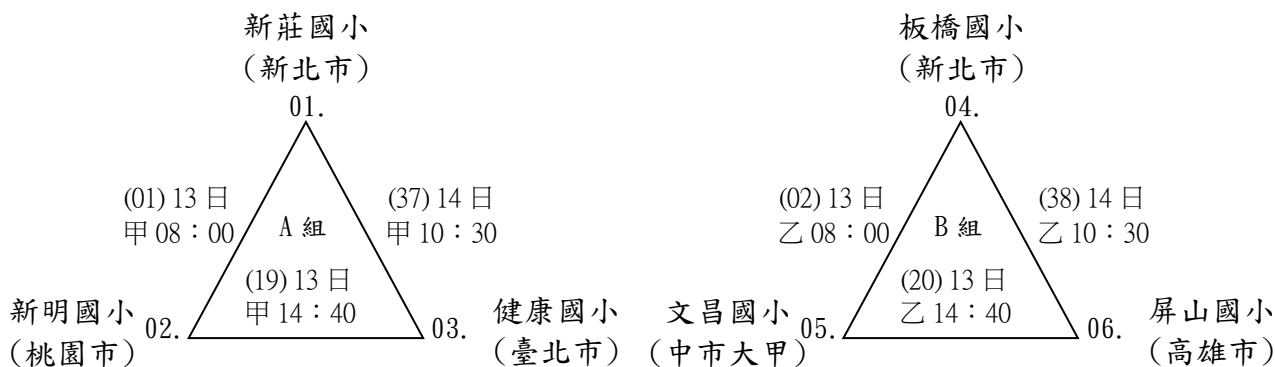 新莊國小
(新北市)
01.
(01) 13 日
甲 08：00
(37) 14 日
甲 10：30
A 組
(19) 13 日
甲 14：40
新明國小
(桃園市)
02.
03.
健康國小
(臺北市)
板橋國小
(新北市)
04.
(02) 13 日
乙 08：00
(38) 14 日
乙 10：30
B 組
(20) 13 日
乙 14：40
文昌國小
(中市大甲)
05.
06.
屏山國小
(高雄市)